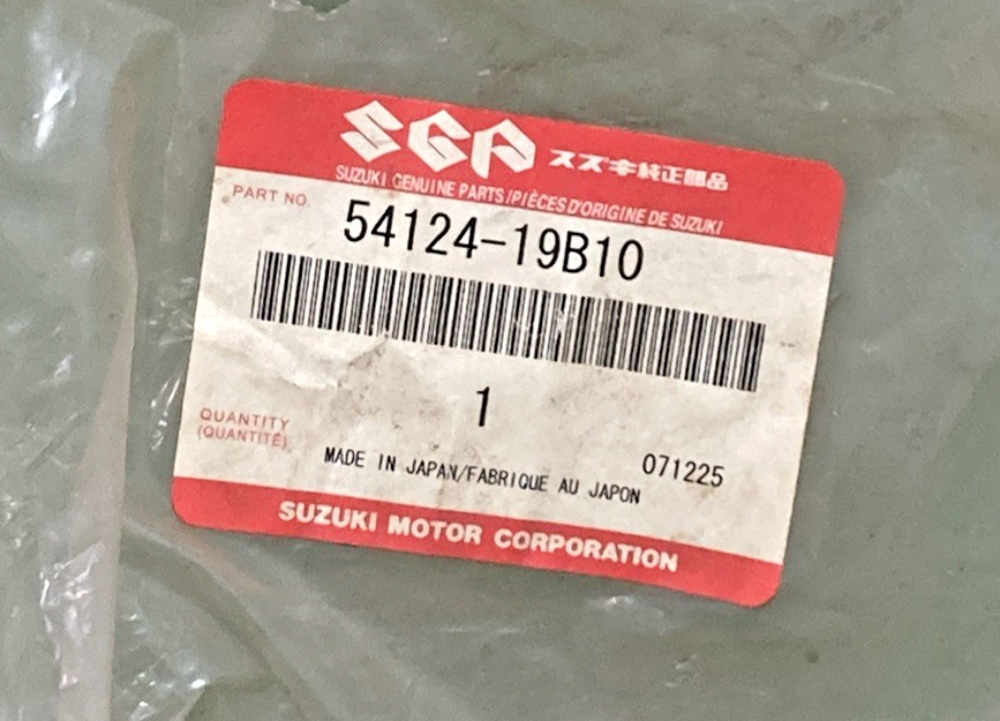 SGP スズキ純正部品
SUZUKI GENUINE PARTS/PIÈCES D'ORIGINE DE SUZUKI
PART NO.
54124-19B10
1
QUANTITY
(QUANTITÉ)
071225
MADE IN JAPAN/FABRIQUE AU JAPON
SUZUKI MOTOR CORPORATION